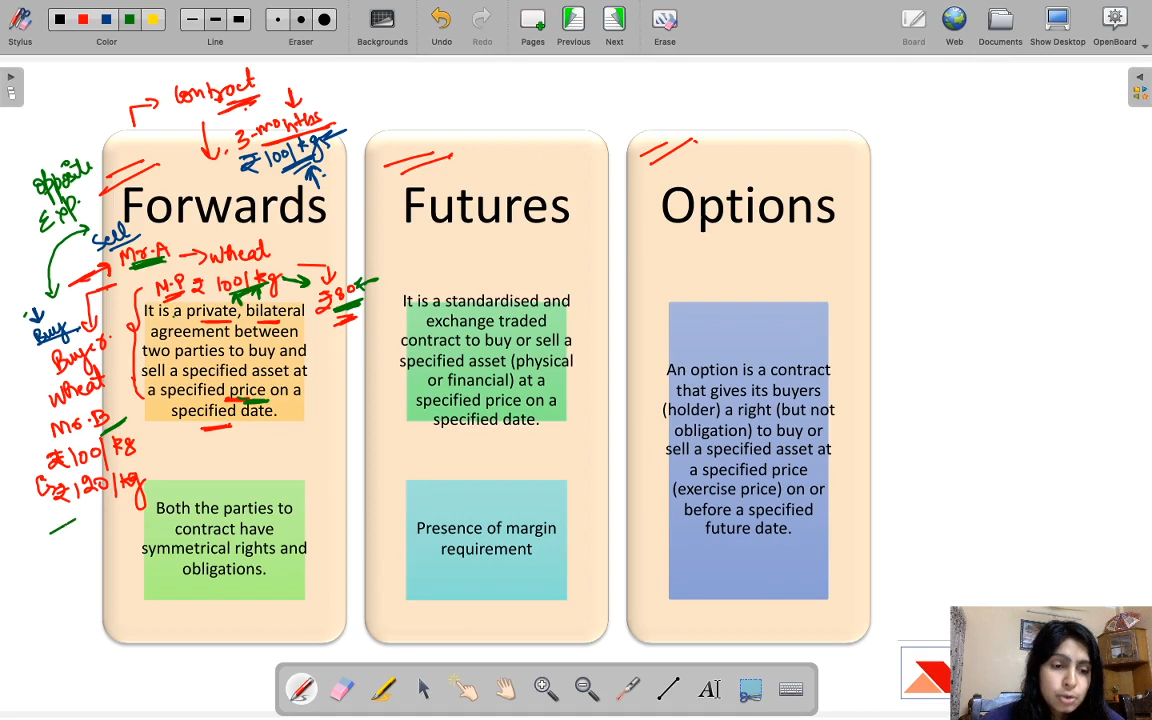 Stylus
Color
Line
Eraser
Backgrounds
Undo
Redo
Pages
Previous
Next
Erase
Board
Web
Documents
Show Desktop
OpenBoard
Contract
3-months
₹ 100/kg
Opposite
Exp.
Forwards
Futures
Options
Sell
Mr. A → Wheat
M.P ₹ 100/kg
₹80
It is a private, bilateral
agreement between
two parties to buy and
sell a specified asset at
a specified price on a
specified date.
Buy
Buyer
Wheat
Mr. B
₹100/kg
₹120/kg
Both the parties to
contract have
symmetrical rights and
obligations.
It is a standardised and
exchange traded
contract to buy or sell a
specified asset (physical
or financial) at a
specified price on a
specified date.
Presence of margin
requirement
An option is a contract
that gives its buyers
(holder) a right (but not
obligation) to buy or
sell a specified asset at
a specified price
(exercise price) on or
before a specified
future date.